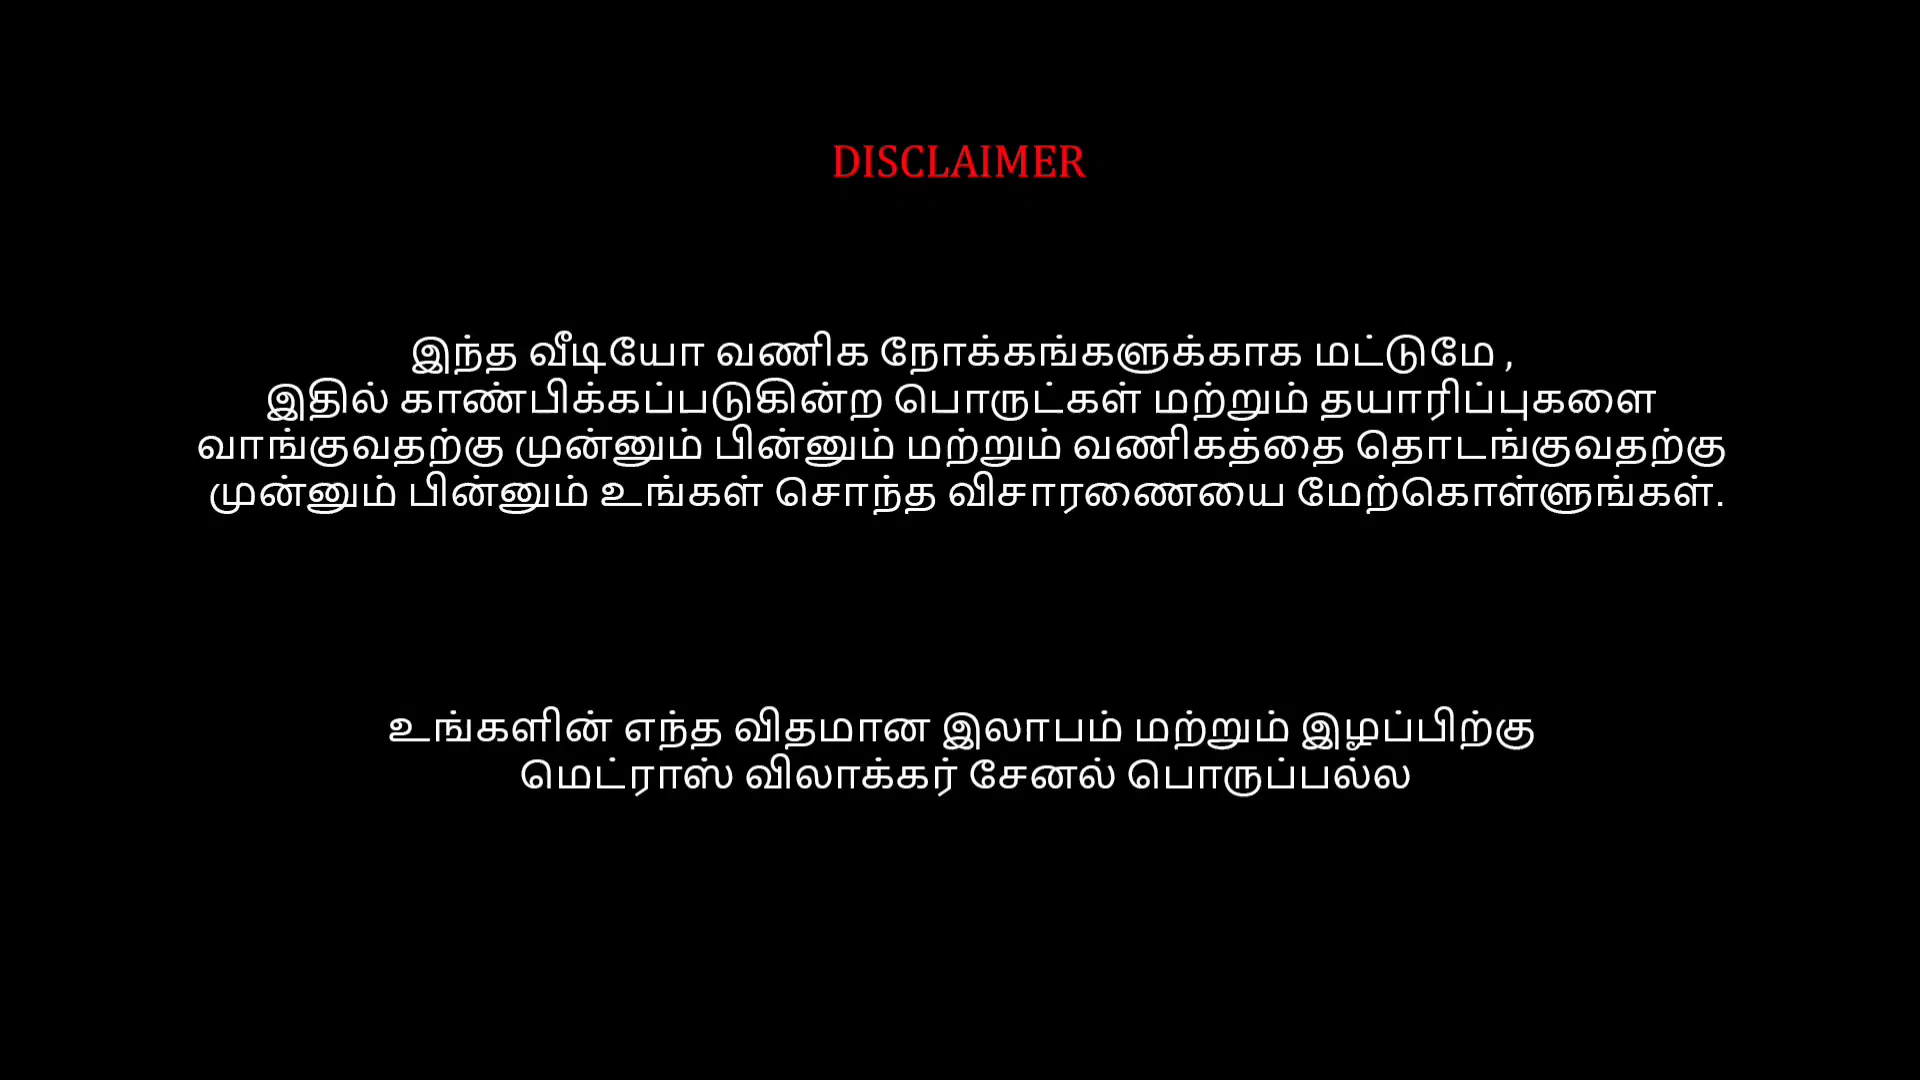 DISCLAIMER
இந்த வீடியோ வணிக நோக்கங்களுக்காக மட்டுமே ,
இதில் காண்பிக்கப்படுகின்ற பொருட்கள் மற்றும் தயாரிப்புகளை
வாங்குவதற்கு முன்னும் பின்னும் மற்றும் வணிகத்தை தொடங்குவதற்கு
முன்னும் பின்னும் உங்கள் சொந்த விசாரணையை மேற்கொள்ளுங்கள்.
உங்களின் எந்த விதமான இலாபம் மற்றும் இழப்பிற்கு
மெட்ராஸ் விலாக்கர் சேனல் பொருப்பல்ல